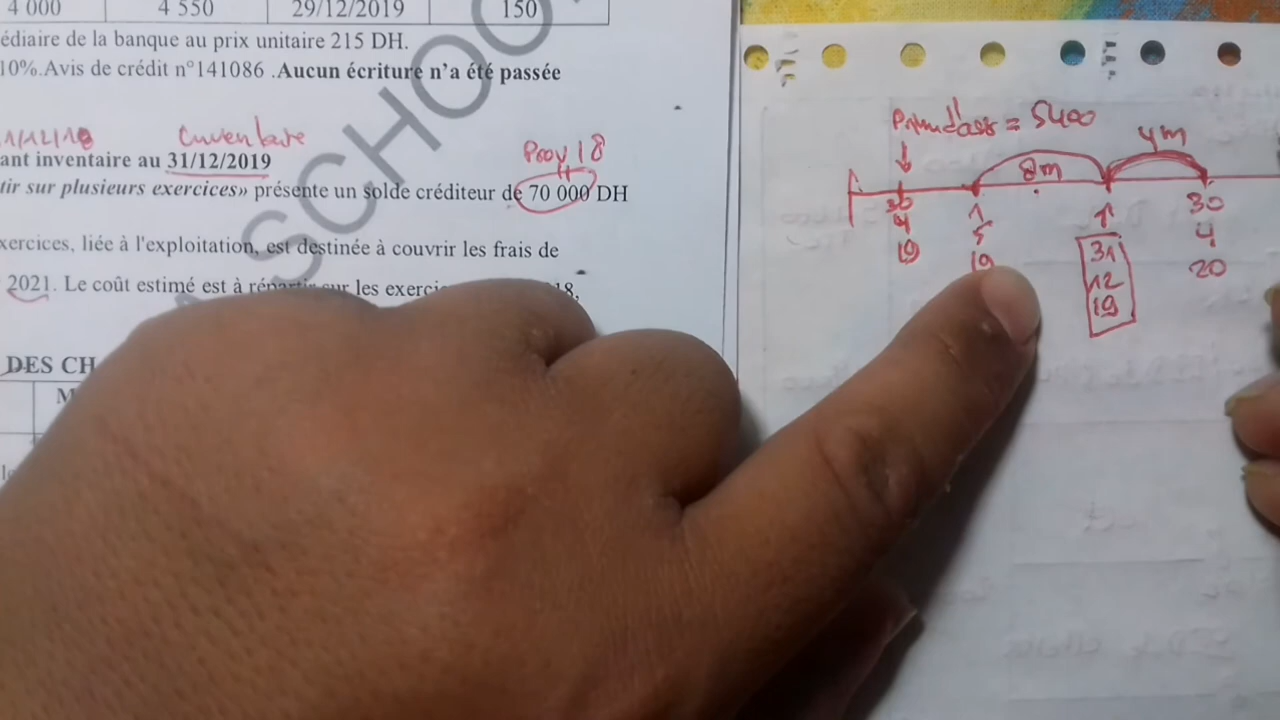 4 000 4 550 29/12/2019 150
édiaire de la banque au prix unitaire 215 DH.
10%.Avis de crédit n°141086 .Aucun écriture n'a été passée
SCHOO
Prov 18
ant inventaire au 31/12/2019
tir sur plusieurs exercices» présente un solde créditeur de 70 000 DH
xercices, liée à l'exploitation, est destinée à couvrir les frais de
2021. Le coût estimé est à répartir sur les exerci 18,
DES CH
M
= 5400
8m
4m
30
4
19
1
5
19
31
12
19
30
4
20